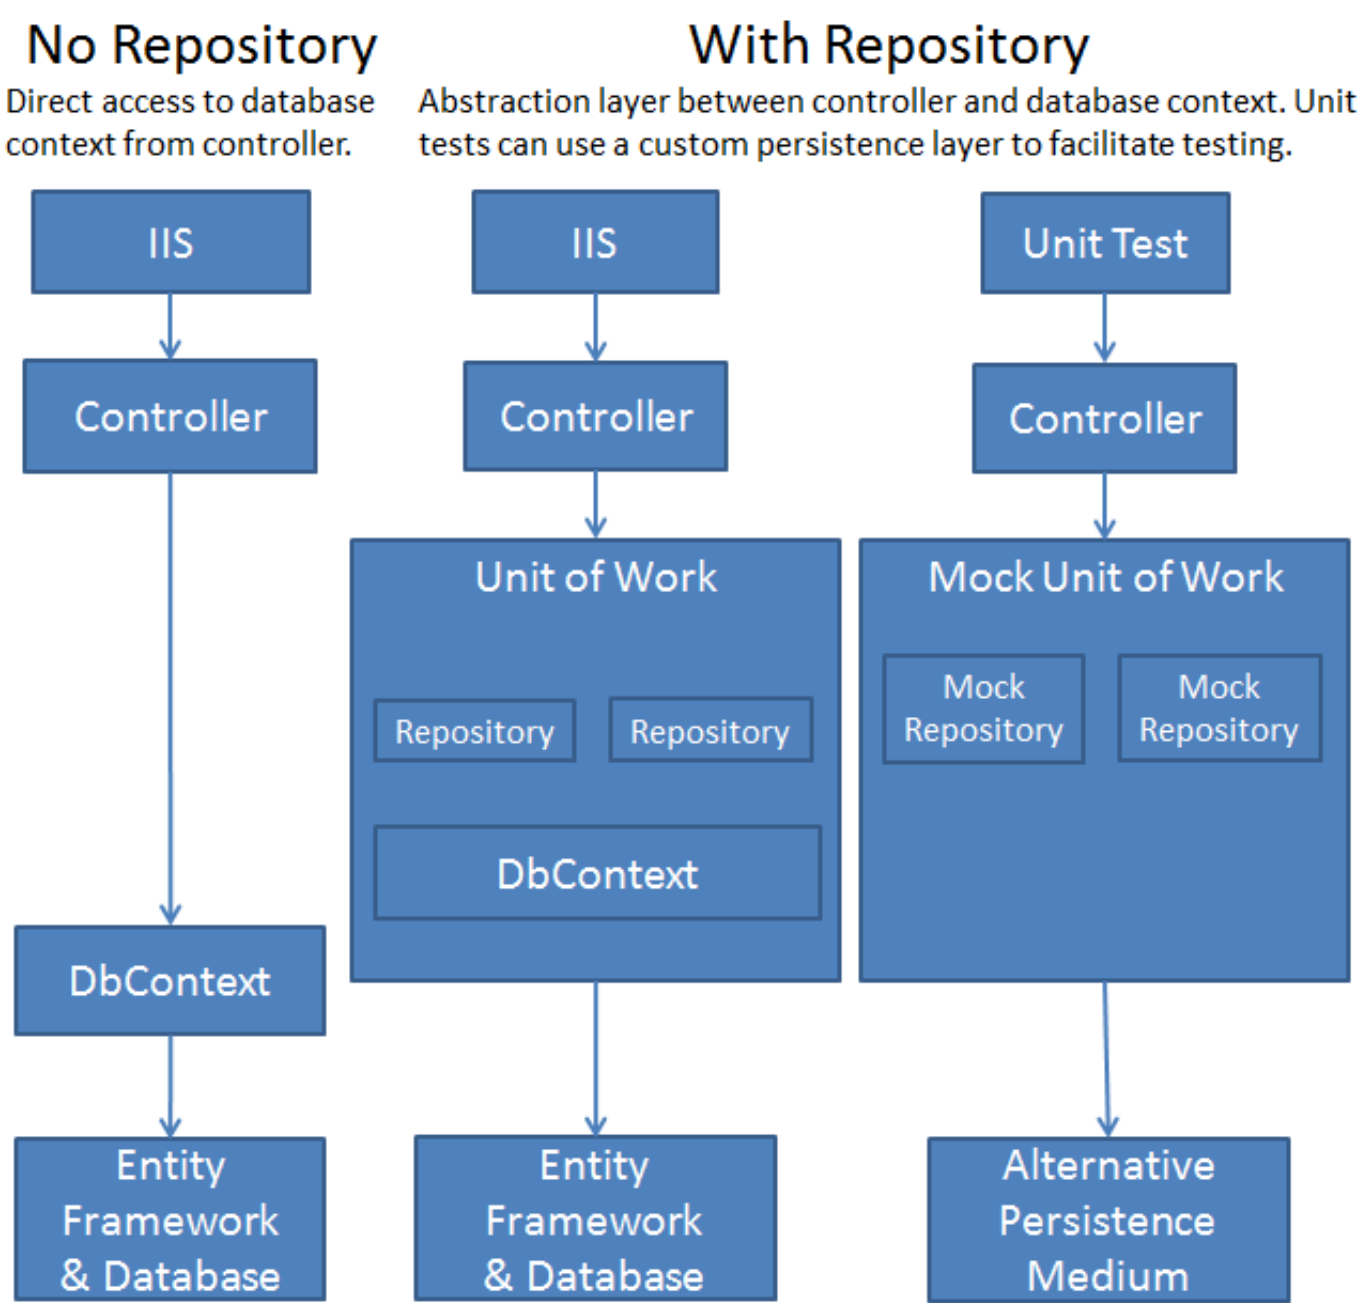 No Repository
Direct access to database
context from controller.
With Repository
Abstraction layer between controller and database context. Unit
tests can use a custom persistence layer to facilitate testing.
IIS
Controller
DbContext
Entity
Framework
& Database
IIS
Controller
Unit of Work
Repository
Repository
DbContext
Entity
Framework
& Database
Unit Test
Controller
Mock Unit of Work
Mock
Repository
Mock
Repository
Alternative
Persistence
Medium